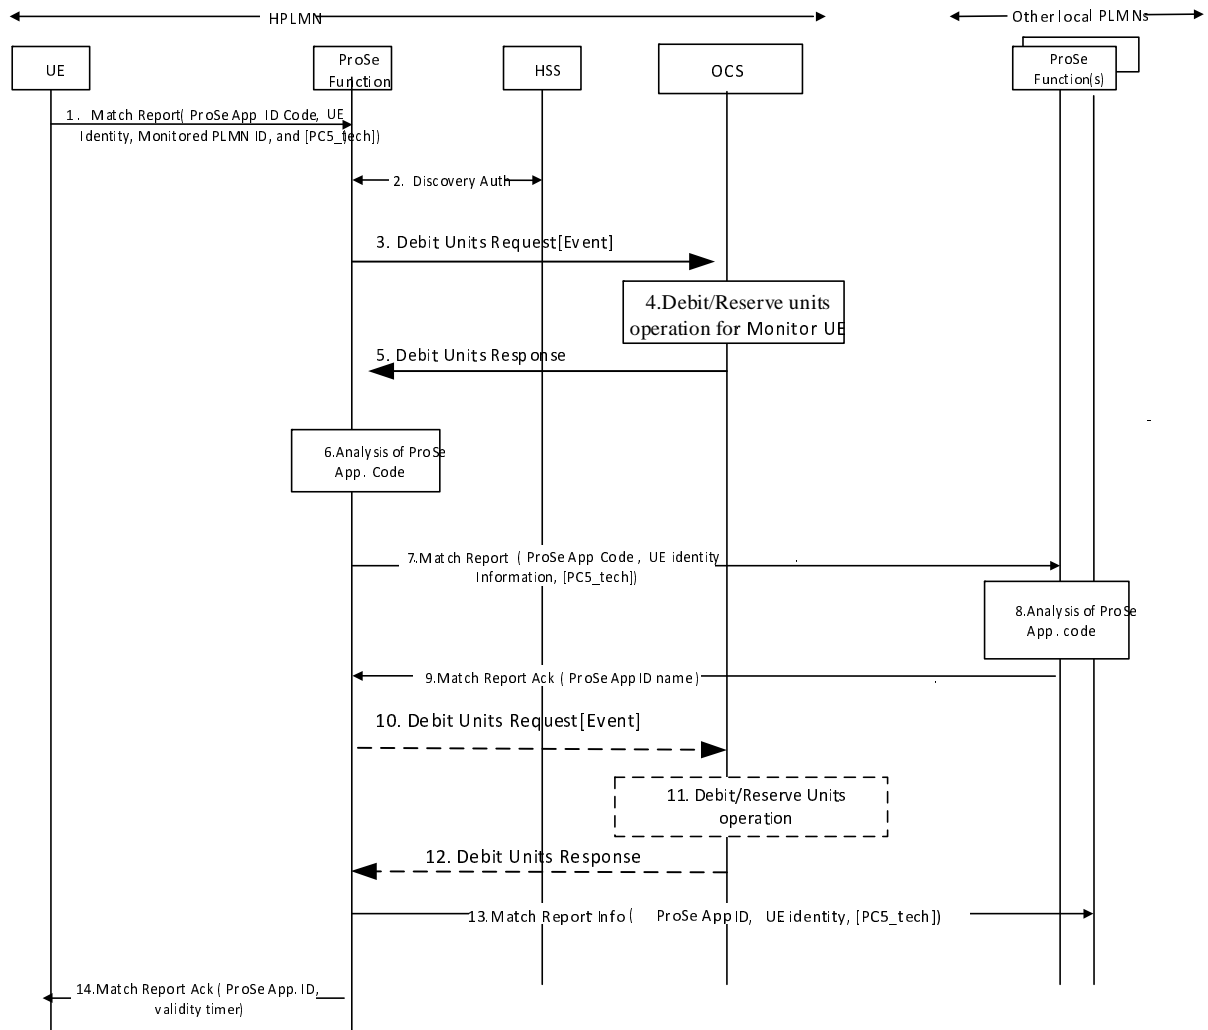 HPLMN
Other local PLMNs
UE
ProSe
Function
HSS
OCS
ProSe
Function(s)
1. Match Report( ProSe App ID Code, UE
Identity, Monitored PLMN ID, and [PC5_tech])
2. Discovery Auth
3. Debit Units Request[Event]
4.Debit/Reserve units
operation for Monitor UE
5. Debit Units Response
6.Analysis of ProSe
App. Code
7.Match Report ( ProSe App Code, UE identity
Information, [PC5_tech])
8.Analysis of ProSe
App. code
9.Match Report Ack ( ProSe App ID name)
10. Debit Units Request[Event]
11. Debit/Reserve Units
operation
12. Debit Units Response
13.Match Report Info ( ProSe App ID, UE identity, [PC5_tech])
14.Match Report Ack ( ProSe App. ID,
validity timer)